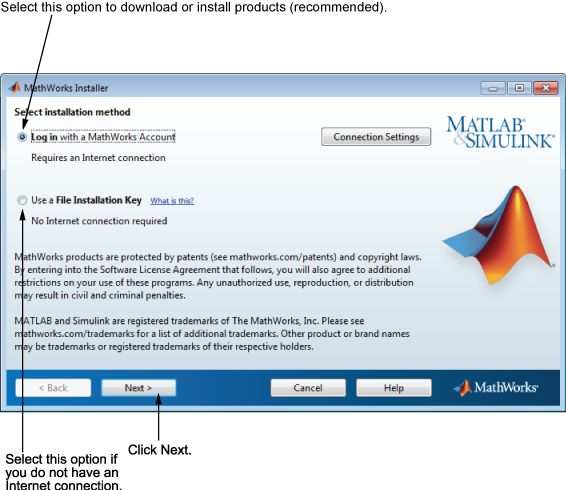 Select this option to download or install products (recommended).
MathWorks Installer
Select installation method
Log in with a MathWorks Account
Connection Settings
MATLAB®
&SIMULINK®
Requires an Internet connection
Use a File Installation Key What is this?
No Internet connection required
MathWorks products are protected by patents (see mathworks.com/patents) and copyright laws.
By entering into the Software License Agreement that follows, you will also agree to additional
restrictions on your use of these programs. Any unauthorized use, reproduction, or distribution
may result in civil and criminal penalties.
MATLAB and Simulink are registered trademarks of The MathWorks, Inc. Please see
mathworks.com/trademarks for a list of additional trademarks. Other product or brand names
may be trademarks or registered trademarks of their respective holders.
< Back
Next >
Cancel
Help
MathWorks®
Click Next.
Select this option if
you do not have an
Internet connection.